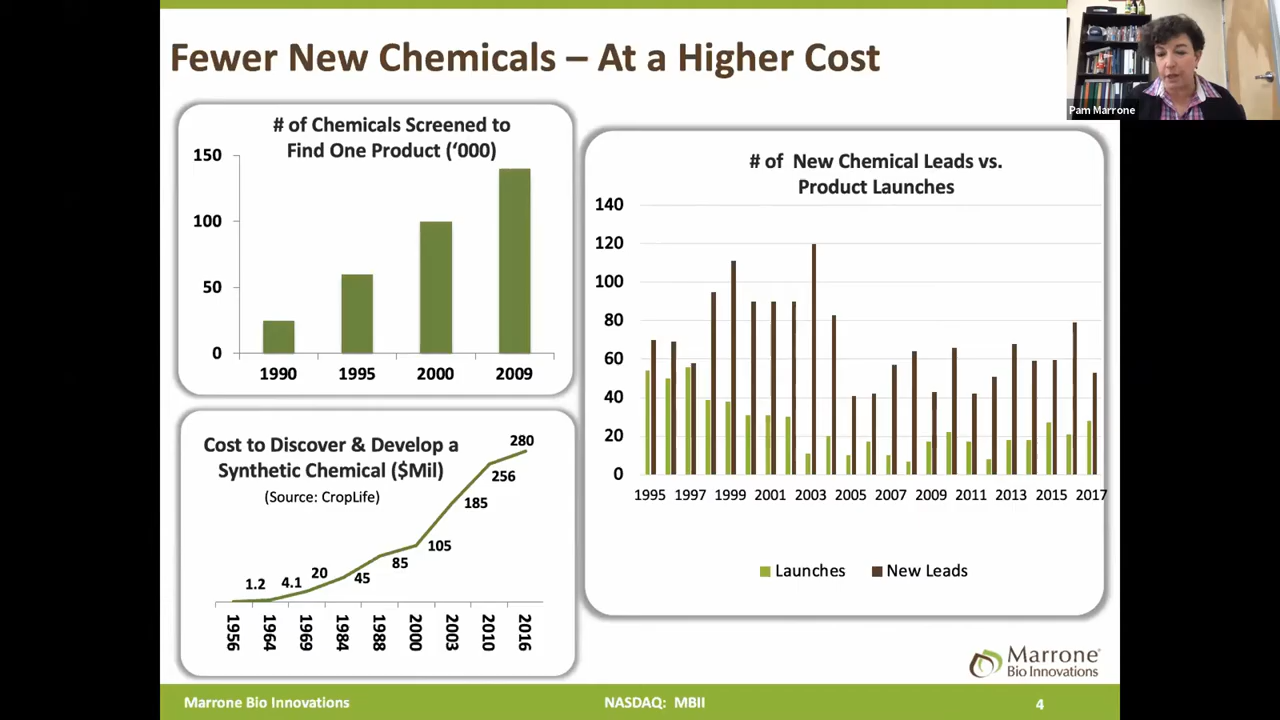 Fewer New Chemicals – At a Higher Cost
Pam Marrone
# of Chemicals Screened to
Find One Product (‘000)
150
100
50
0
1990 1995 2000 2009
Cost to Discover & Develop a
Synthetic Chemical ($Mil)
(Source: CropLife)
1.2 4.1 20 45 85 105 185 256 280
1956 1964 1969 1984 1988 2000 2003 2010 2016
# of New Chemical Leads vs.
Product Launches
140
120
100
80
60
40
20
0
1995 1997 1999 2001 2003 2005 2007 2009 2011 2013 2015 2017
Launches New Leads
Marrone
Bio Innovations
Marrone Bio Innovations NASDAQ: MBII 4